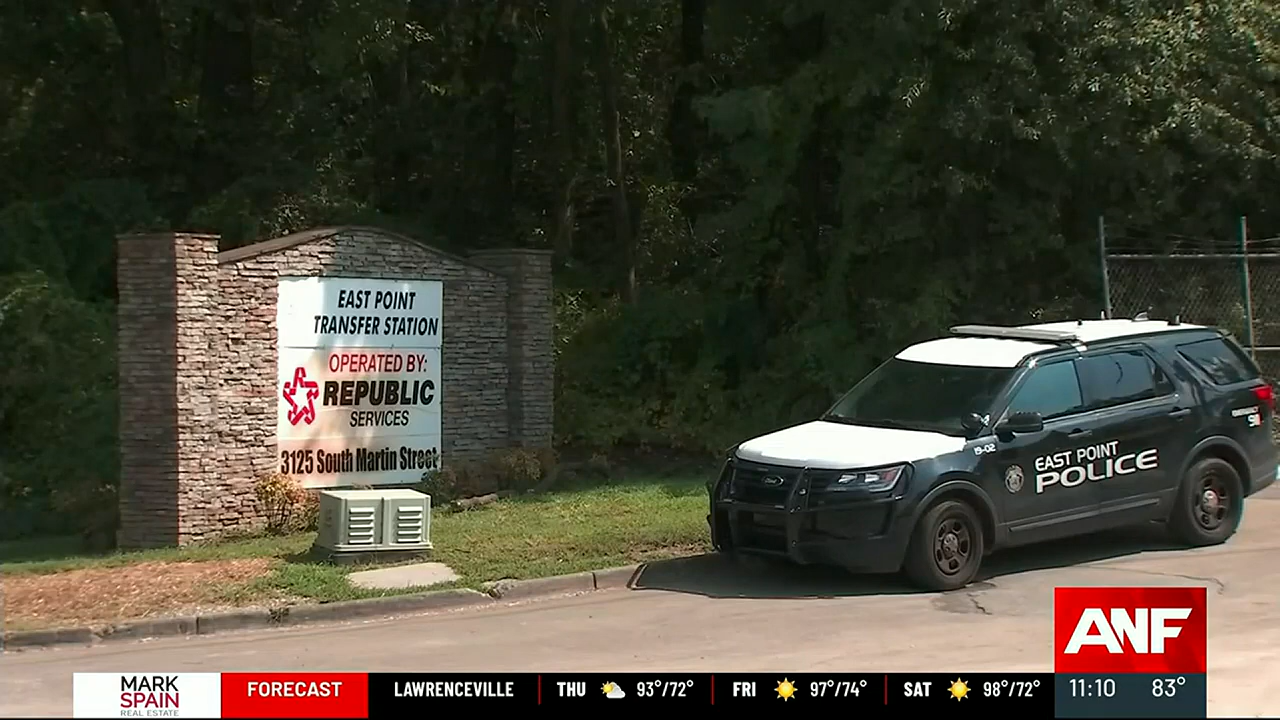 EAST POINT
TRANSFER STATION
OPERATED BY:
REPUBLIC
SERVICES
3125 South Martin Street
19-02
EAST POINT
POLICE
ANF
11:10 83°
MARK
SPAIN
REAL ESTATE
FORECAST
LAWRENCEVILLE
THU 93°/72°
FRI 97°/74°
SAT 98°/72°